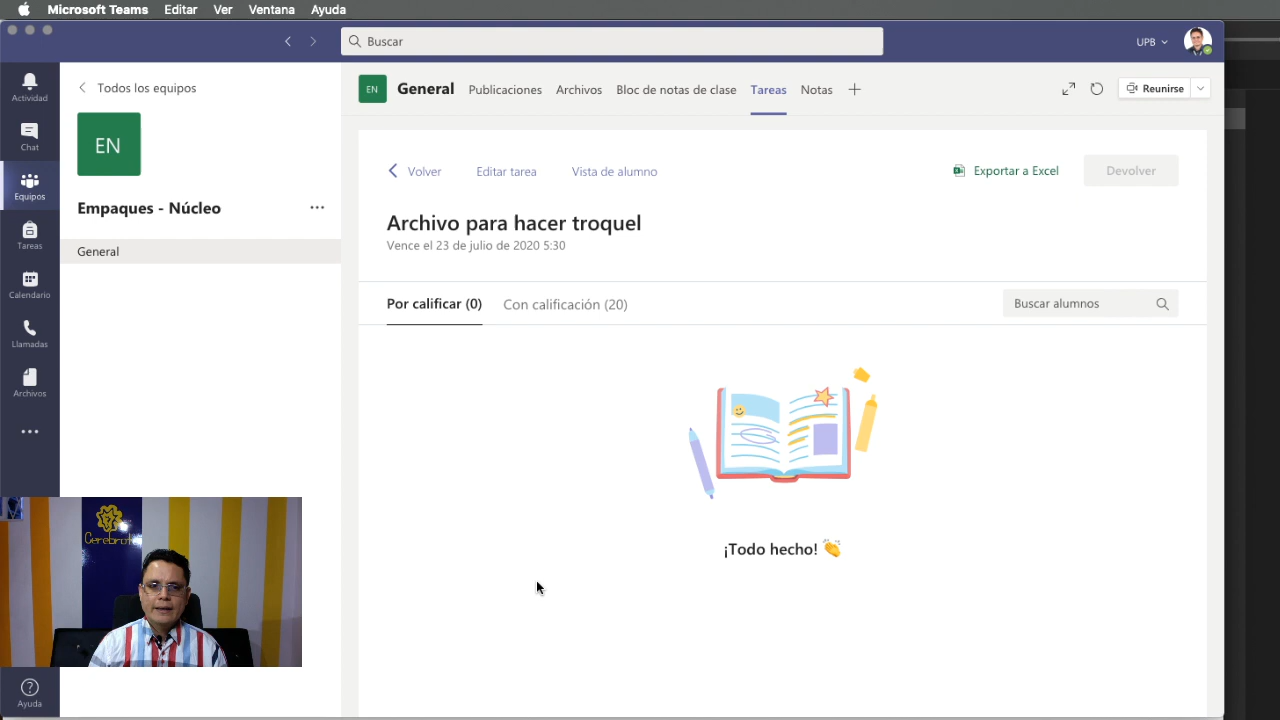 Microsoft Teams Editar Ver Ventana Ayuda
Buscar
UPB
Actividad
Chat
Equipos
Tareas
Calendario
Llamadas
Archivos
Ayuda
Todos los equipos
EN
Empaques - Núcleo
General
EN General Publicaciones Archivos Bloc de notas de clase Tareas Notas
Reunirse
Volver Editar tarea Vista de alumno
Exportar a Excel Devolver
Archivo para hacer troquel
Vence el 23 de julio de 2020 5:30
Por calificar (0) Con calificación (20)
Buscar alumnos
¡Todo hecho! 👏